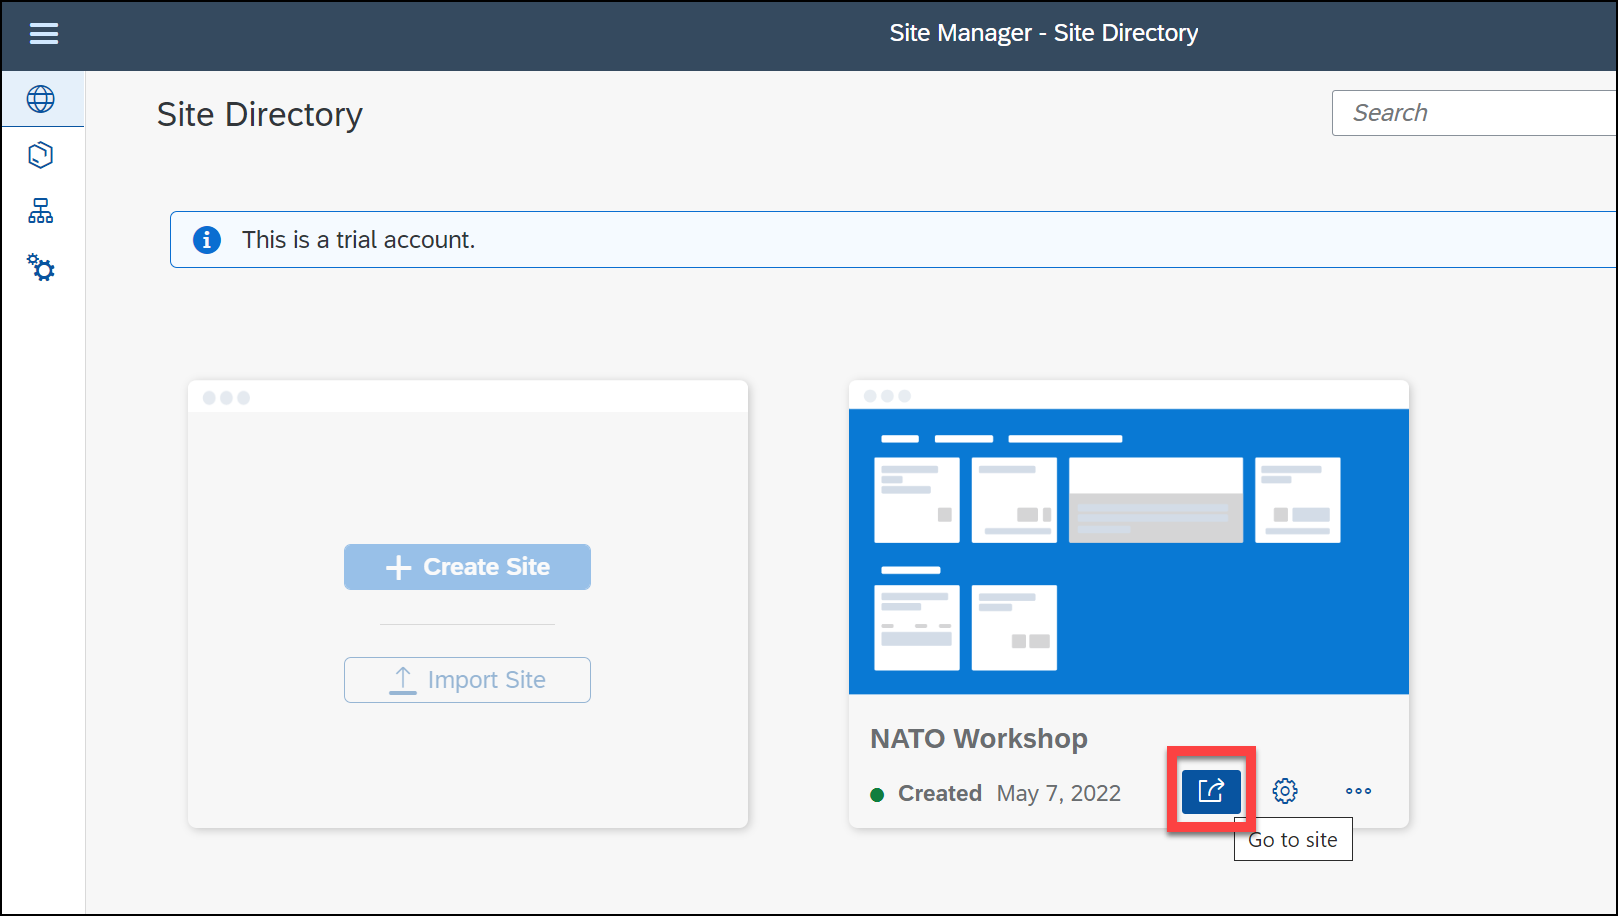 Site Manager - Site Directory
Site Directory
Search
This is a trial account.
Create Site
Import Site
NATO Workshop
Created May 7, 2022
Go to site